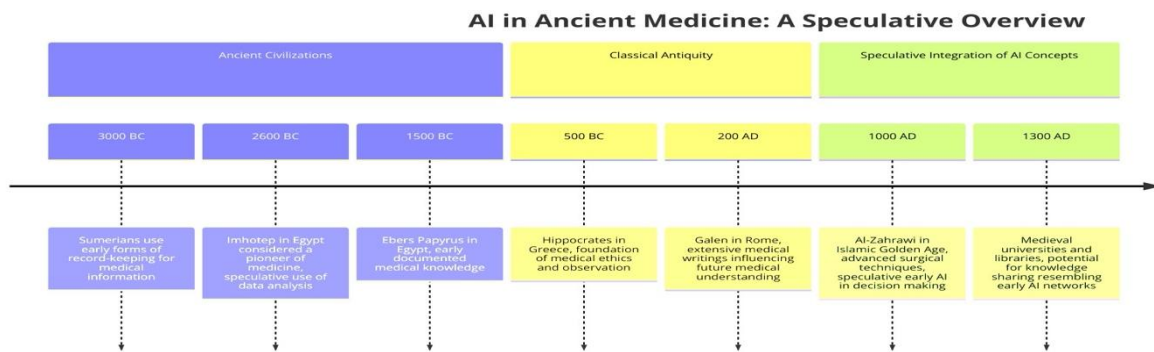 AI in Ancient Medicine: A Speculative Overview
Ancient Civilizations
Classical Antiquity
Speculative Integration of AI Concepts
3000 BC
2600 BC
1500 BC
500 BC
200 AD
1000 AD
1300 AD
Sumerians use
early forms of
record-keeping for
medical
information
Imhotep in Egypt
considered a
pioneer of
medicine,
speculative use of
data analysis
Ebers Papyrus in
Egypt, early
documented
medical knowledge
Hippocrates in
Greece, foundation
of medical ethics
and observation
Galen in Rome,
extensive medical
writings influencing
future medical
understanding
Al-Zahrawi in
Islamic Golden Age,
advanced surgical
techniques,
speculative early AI
in decision making
Medieval
universities and
libraries, potential
for knowledge
sharing resembling
early AI networks